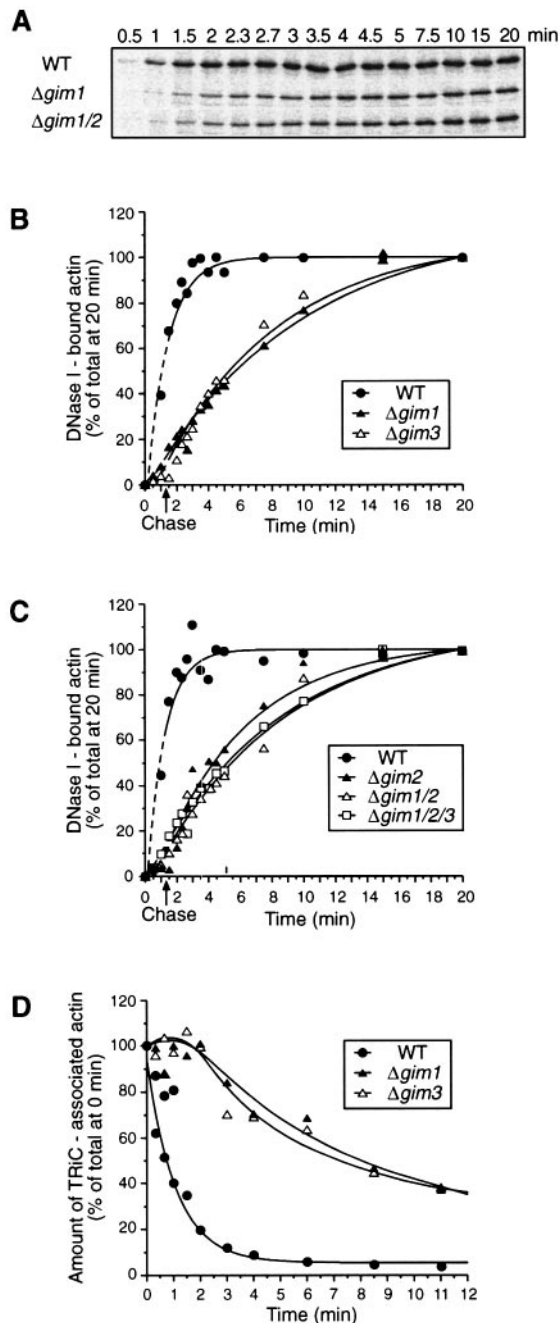 A
0.5 1 1.5 2 2.3 2.7 3 3.5 4 4.5 5 7.5 10 15 20 min
WT
Δgim1
Δgim1/2
B
DNase I - bound actin
(% of total at 20 min)
120
100
80
60
40
20
0
WT
Δgim1
Δgim3
0 2 4 6 8 10 12 14 16 18 20
Chase
Time (min)
C
DNase I - bound actin
(% of total at 20 min)
120
100
80
60
40
20
0
WT
Δgim2
Δgim1/2
Δgim1/2/3
0 2 4 6 8 10 12 14 16 18 20
Chase
Time (min)
D
Amount of TRiC - associated actin
(% of total at 0 min)
120
100
80
60
40
20
0
WT
Δgim1
Δgim3
0 1 2 3 4 5 6 7 8 9 10 11 12
Time (min)